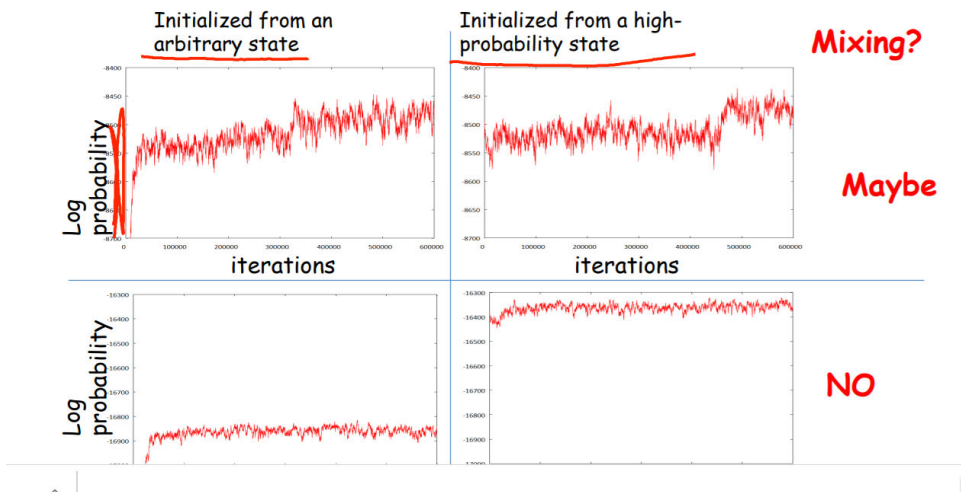 Initialized from an
arbitrary state
Initialized from a high-
probability state
Mixing?
-8400
-8450
-8550
-8700
Log
probability
0 100000 200000 300000 400000 500000 600000
iterations
-8400
-8450
-8500
-8550
-8600
-8650
-8700
0 100000 200000 300000 400000 500000 600000
iterations
Maybe
-16300
-16400
-16500
-16600
-16700
-16800
-16900
Log
probability
-16300
-16400
-16500
-16600
-16700
-16800
-16900
-17000
NO